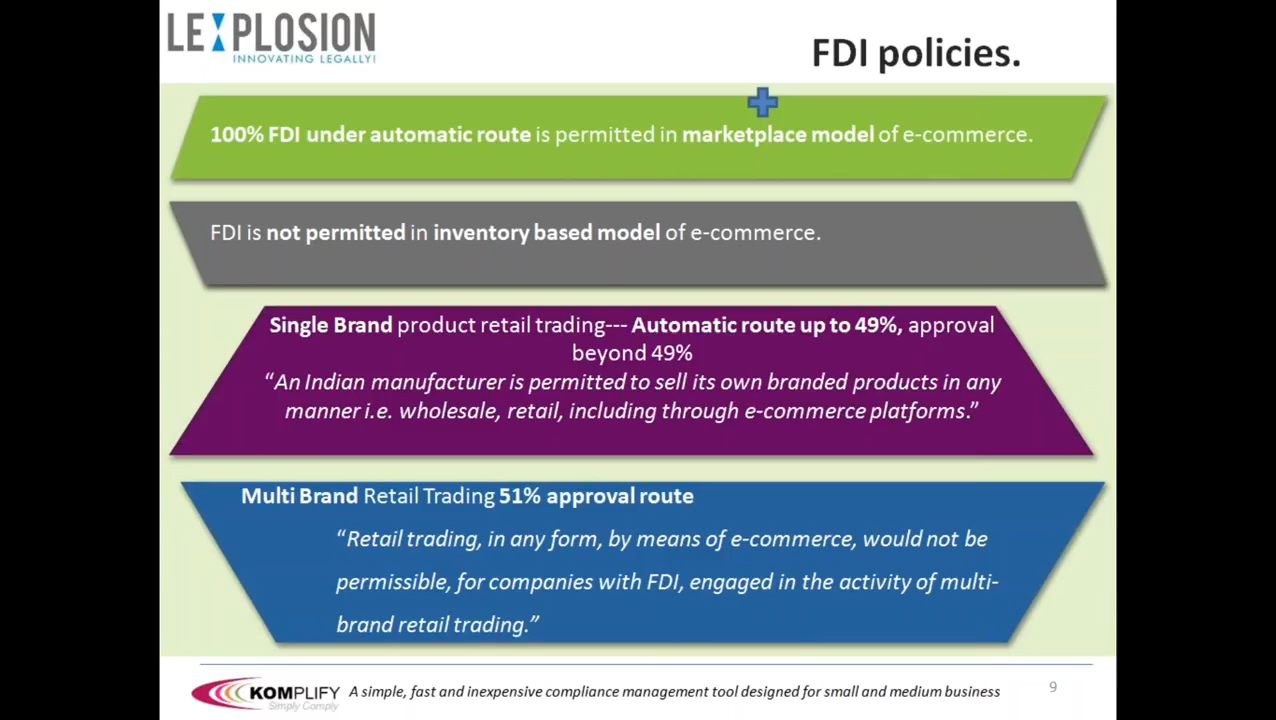 LEXPLOSION
INNOVATING LEGALLY!
FDI policies.
100% FDI under automatic route is permitted in marketplace model of e-commerce.
FDI is not permitted in inventory based model of e-commerce.
Single Brand product retail trading--- Automatic route up to 49%, approval
beyond 49%
“An Indian manufacturer is permitted to sell its own branded products in any
manner i.e. wholesale, retail, including through e-commerce platforms.”
Multi Brand Retail Trading 51% approval route
“Retail trading, in any form, by means of e-commerce, would not be
permissible, for companies with FDI, engaged in the activity of multi-
brand retail trading.”
KOMPLIFY A simple, fast and inexpensive compliance management tool designed for small and medium business
Simply Comply
9